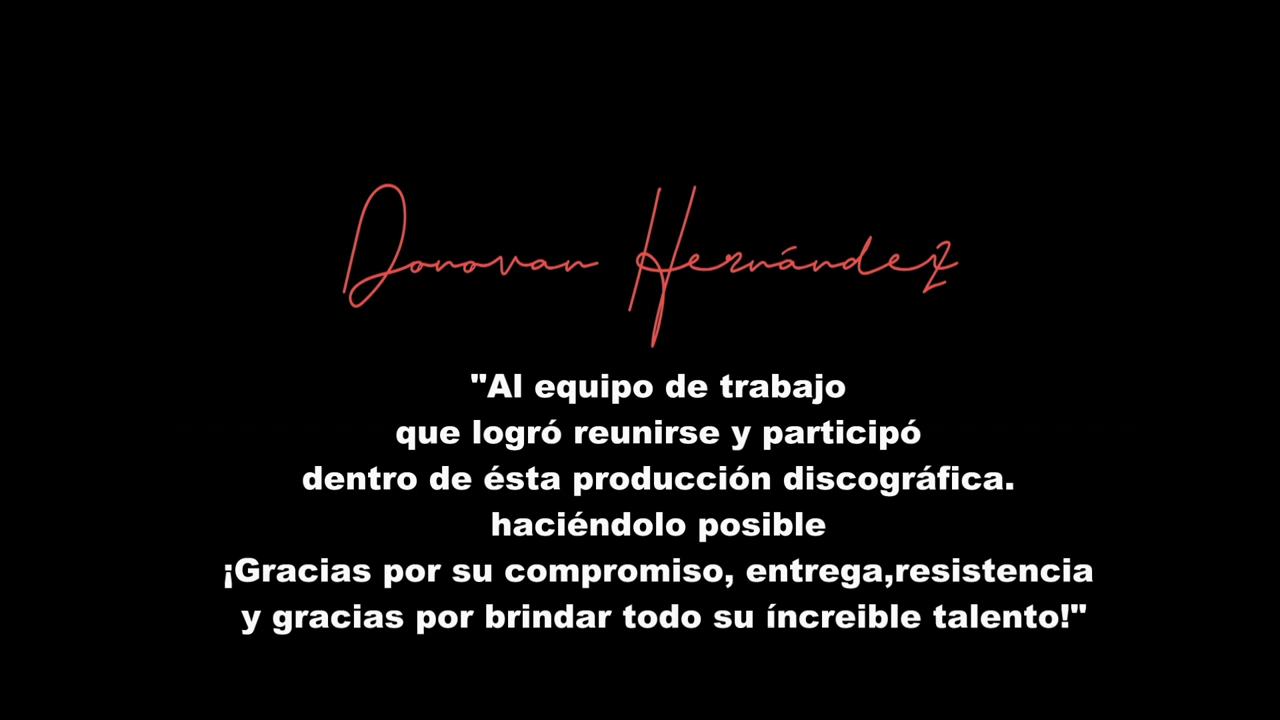 Donovan Hernández
"Al equipo de trabajo
que logró reunirse y participó
dentro de ésta producción discográfica.
haciéndolo posible
¡Gracias por su compromiso, entrega,resistencia
y gracias por brindar todo su íncreible talento!"